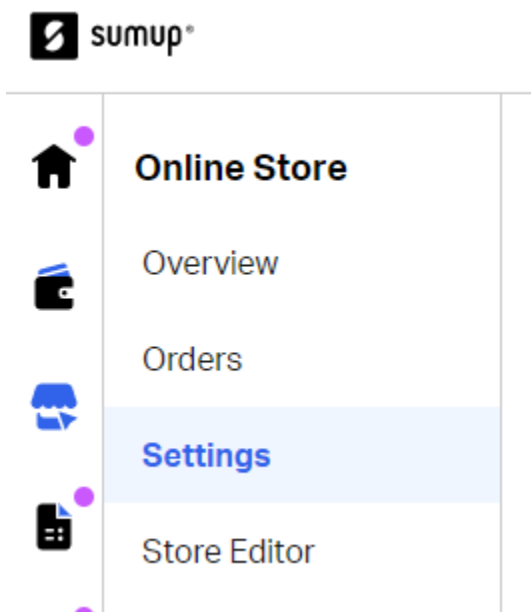 sumup®
Online Store
Overview
Orders
Settings
Store Editor